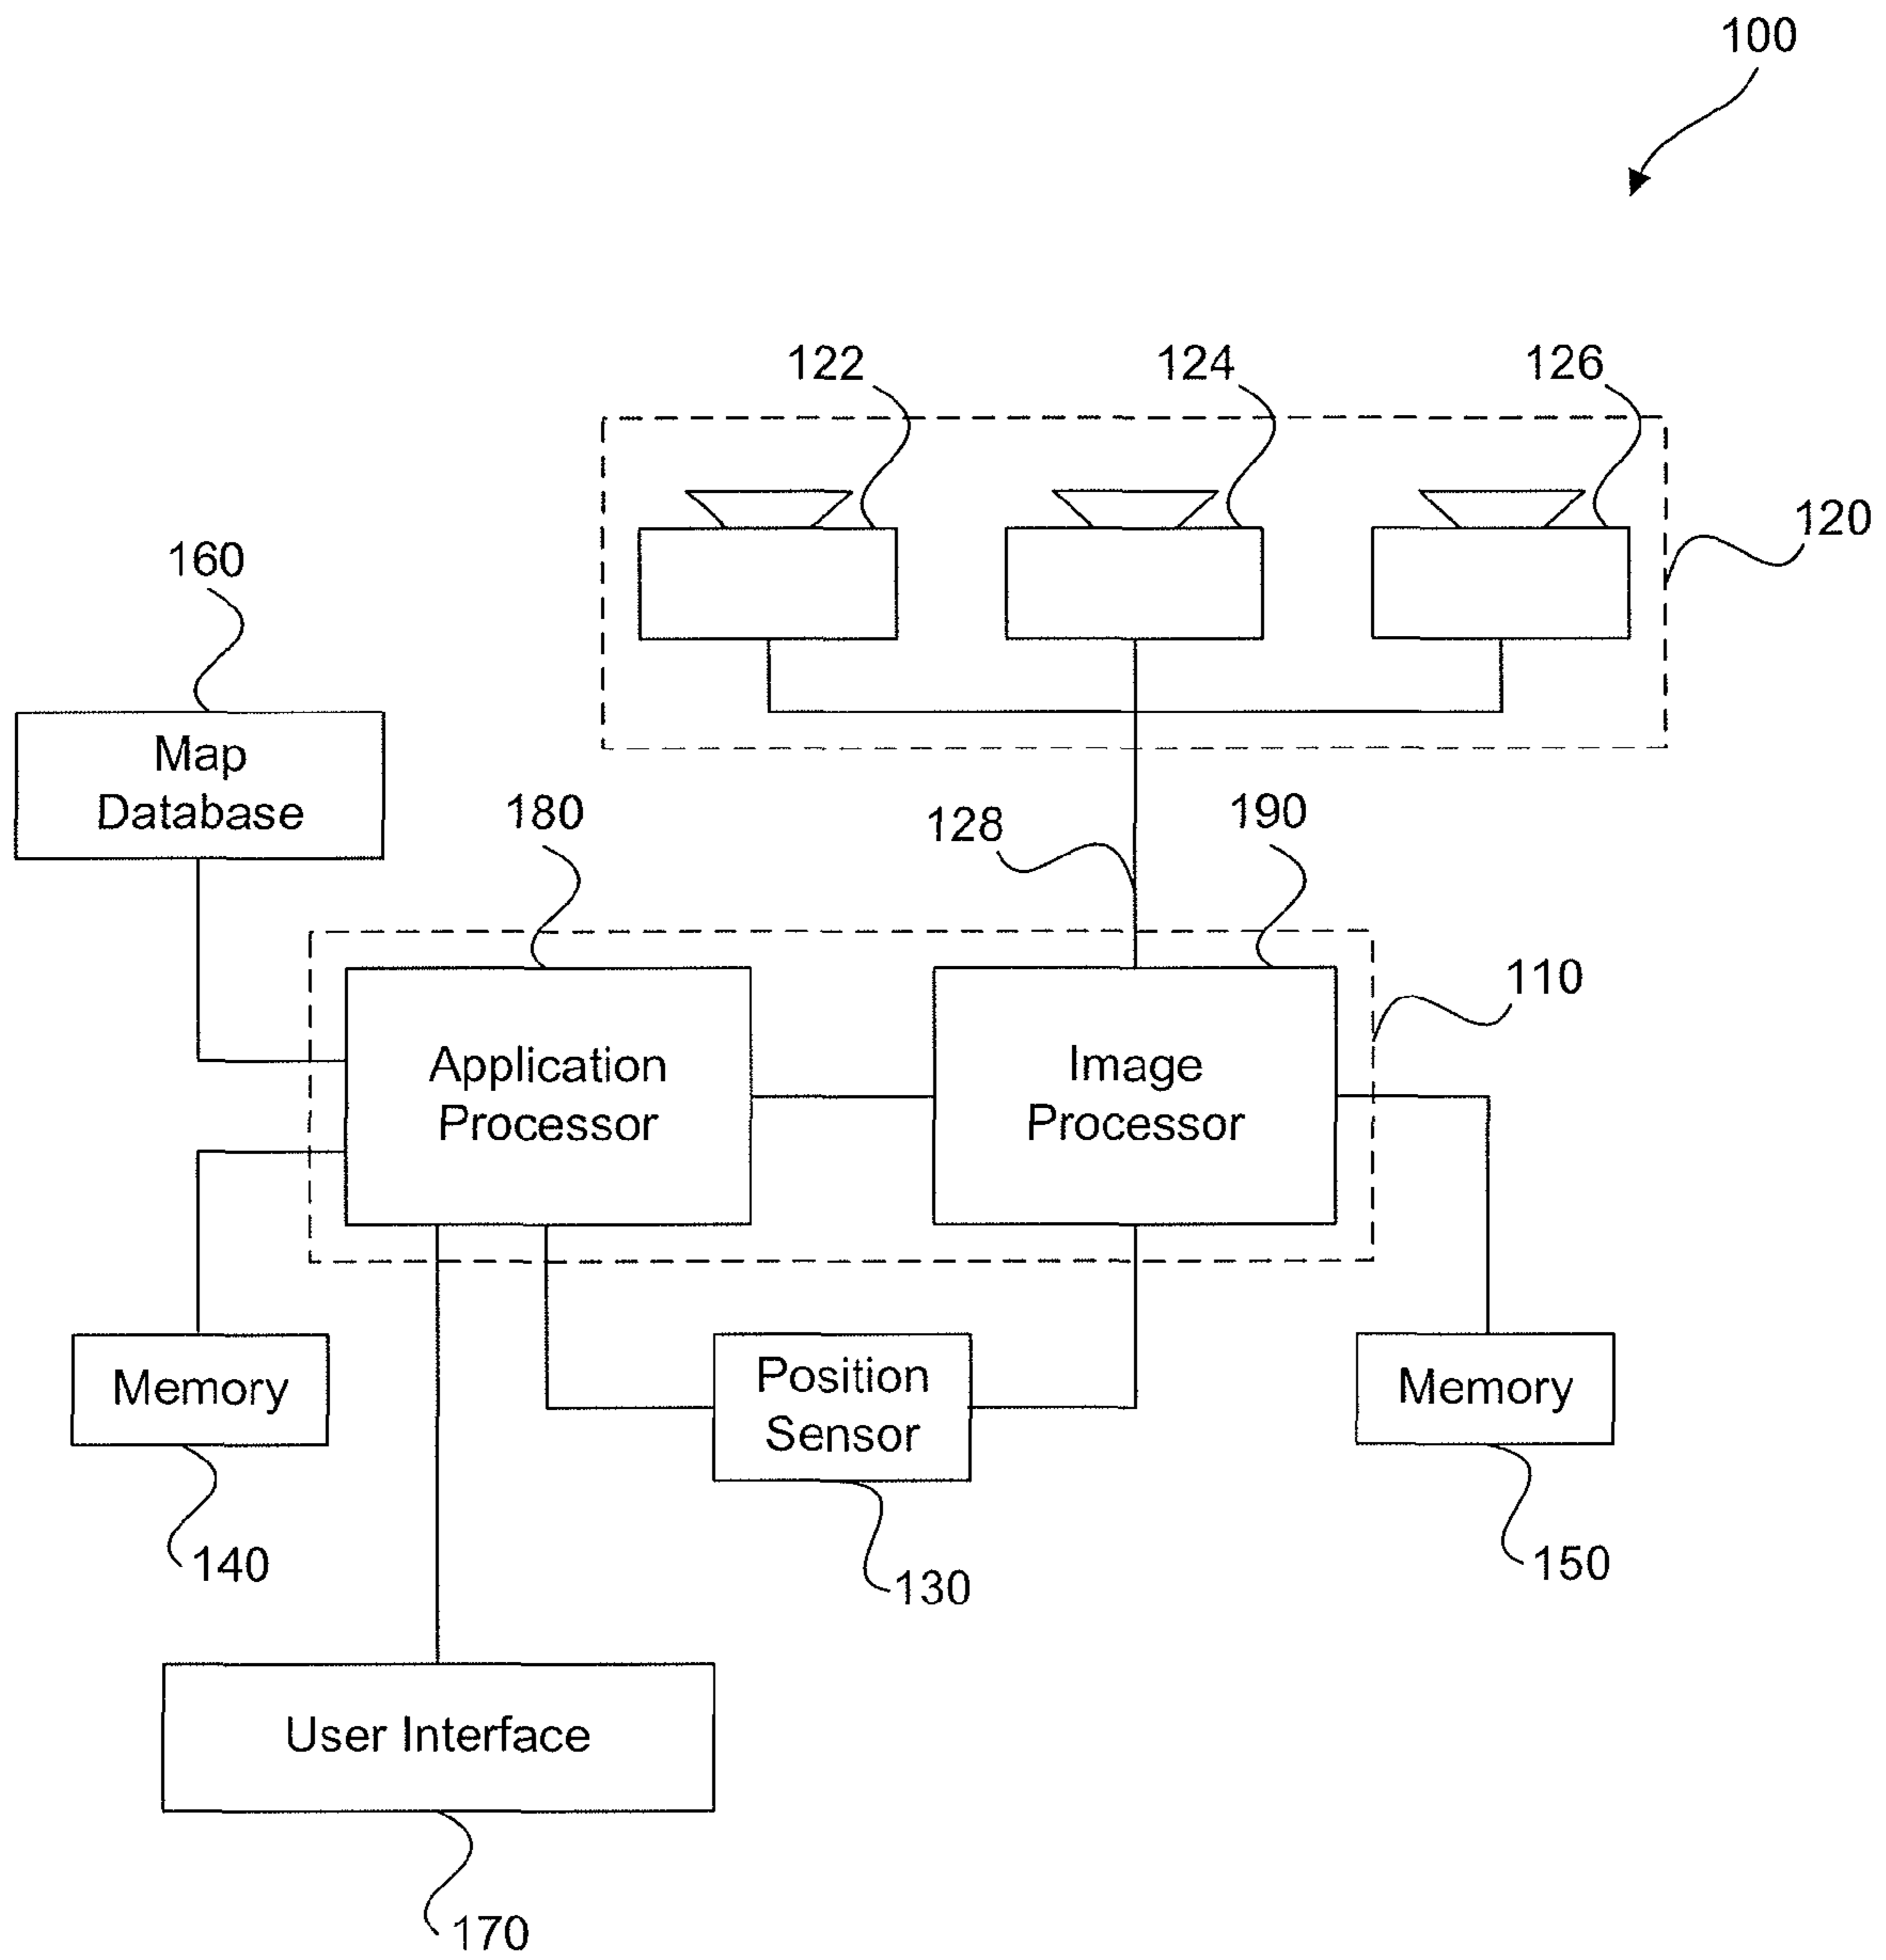 100
122
124
126
120
160
Map
Database
180
128
190
110
Application
Processor
Image
Processor
Memory
Position
Sensor
Memory
140
130
150
User Interface
170